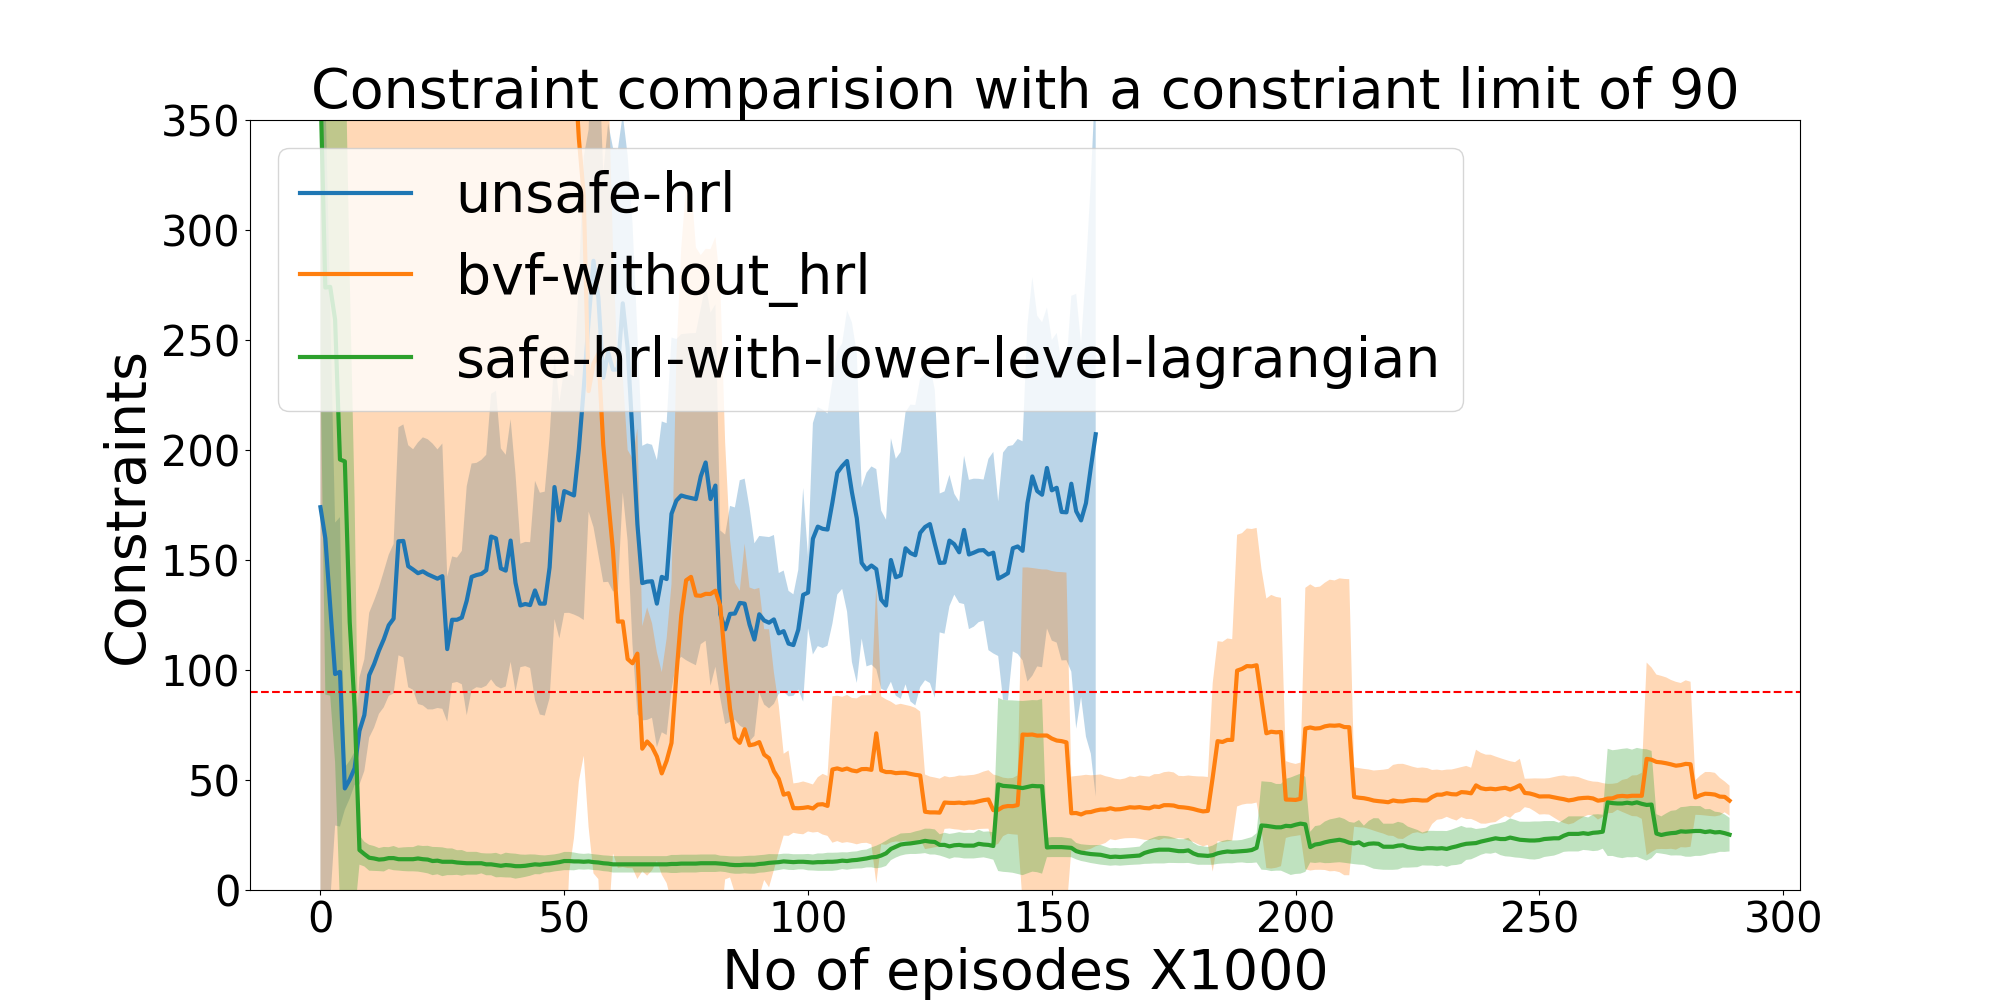 Constraint comparision with a constriant limit of 90
350
300
250
200
150
100
50
0
Constraints
unsafe-hrl
bvf-without_hrl
safe-hrl-with-lower-level-lagrangian
0 50 100 150 200 250 300
No of episodes X1000